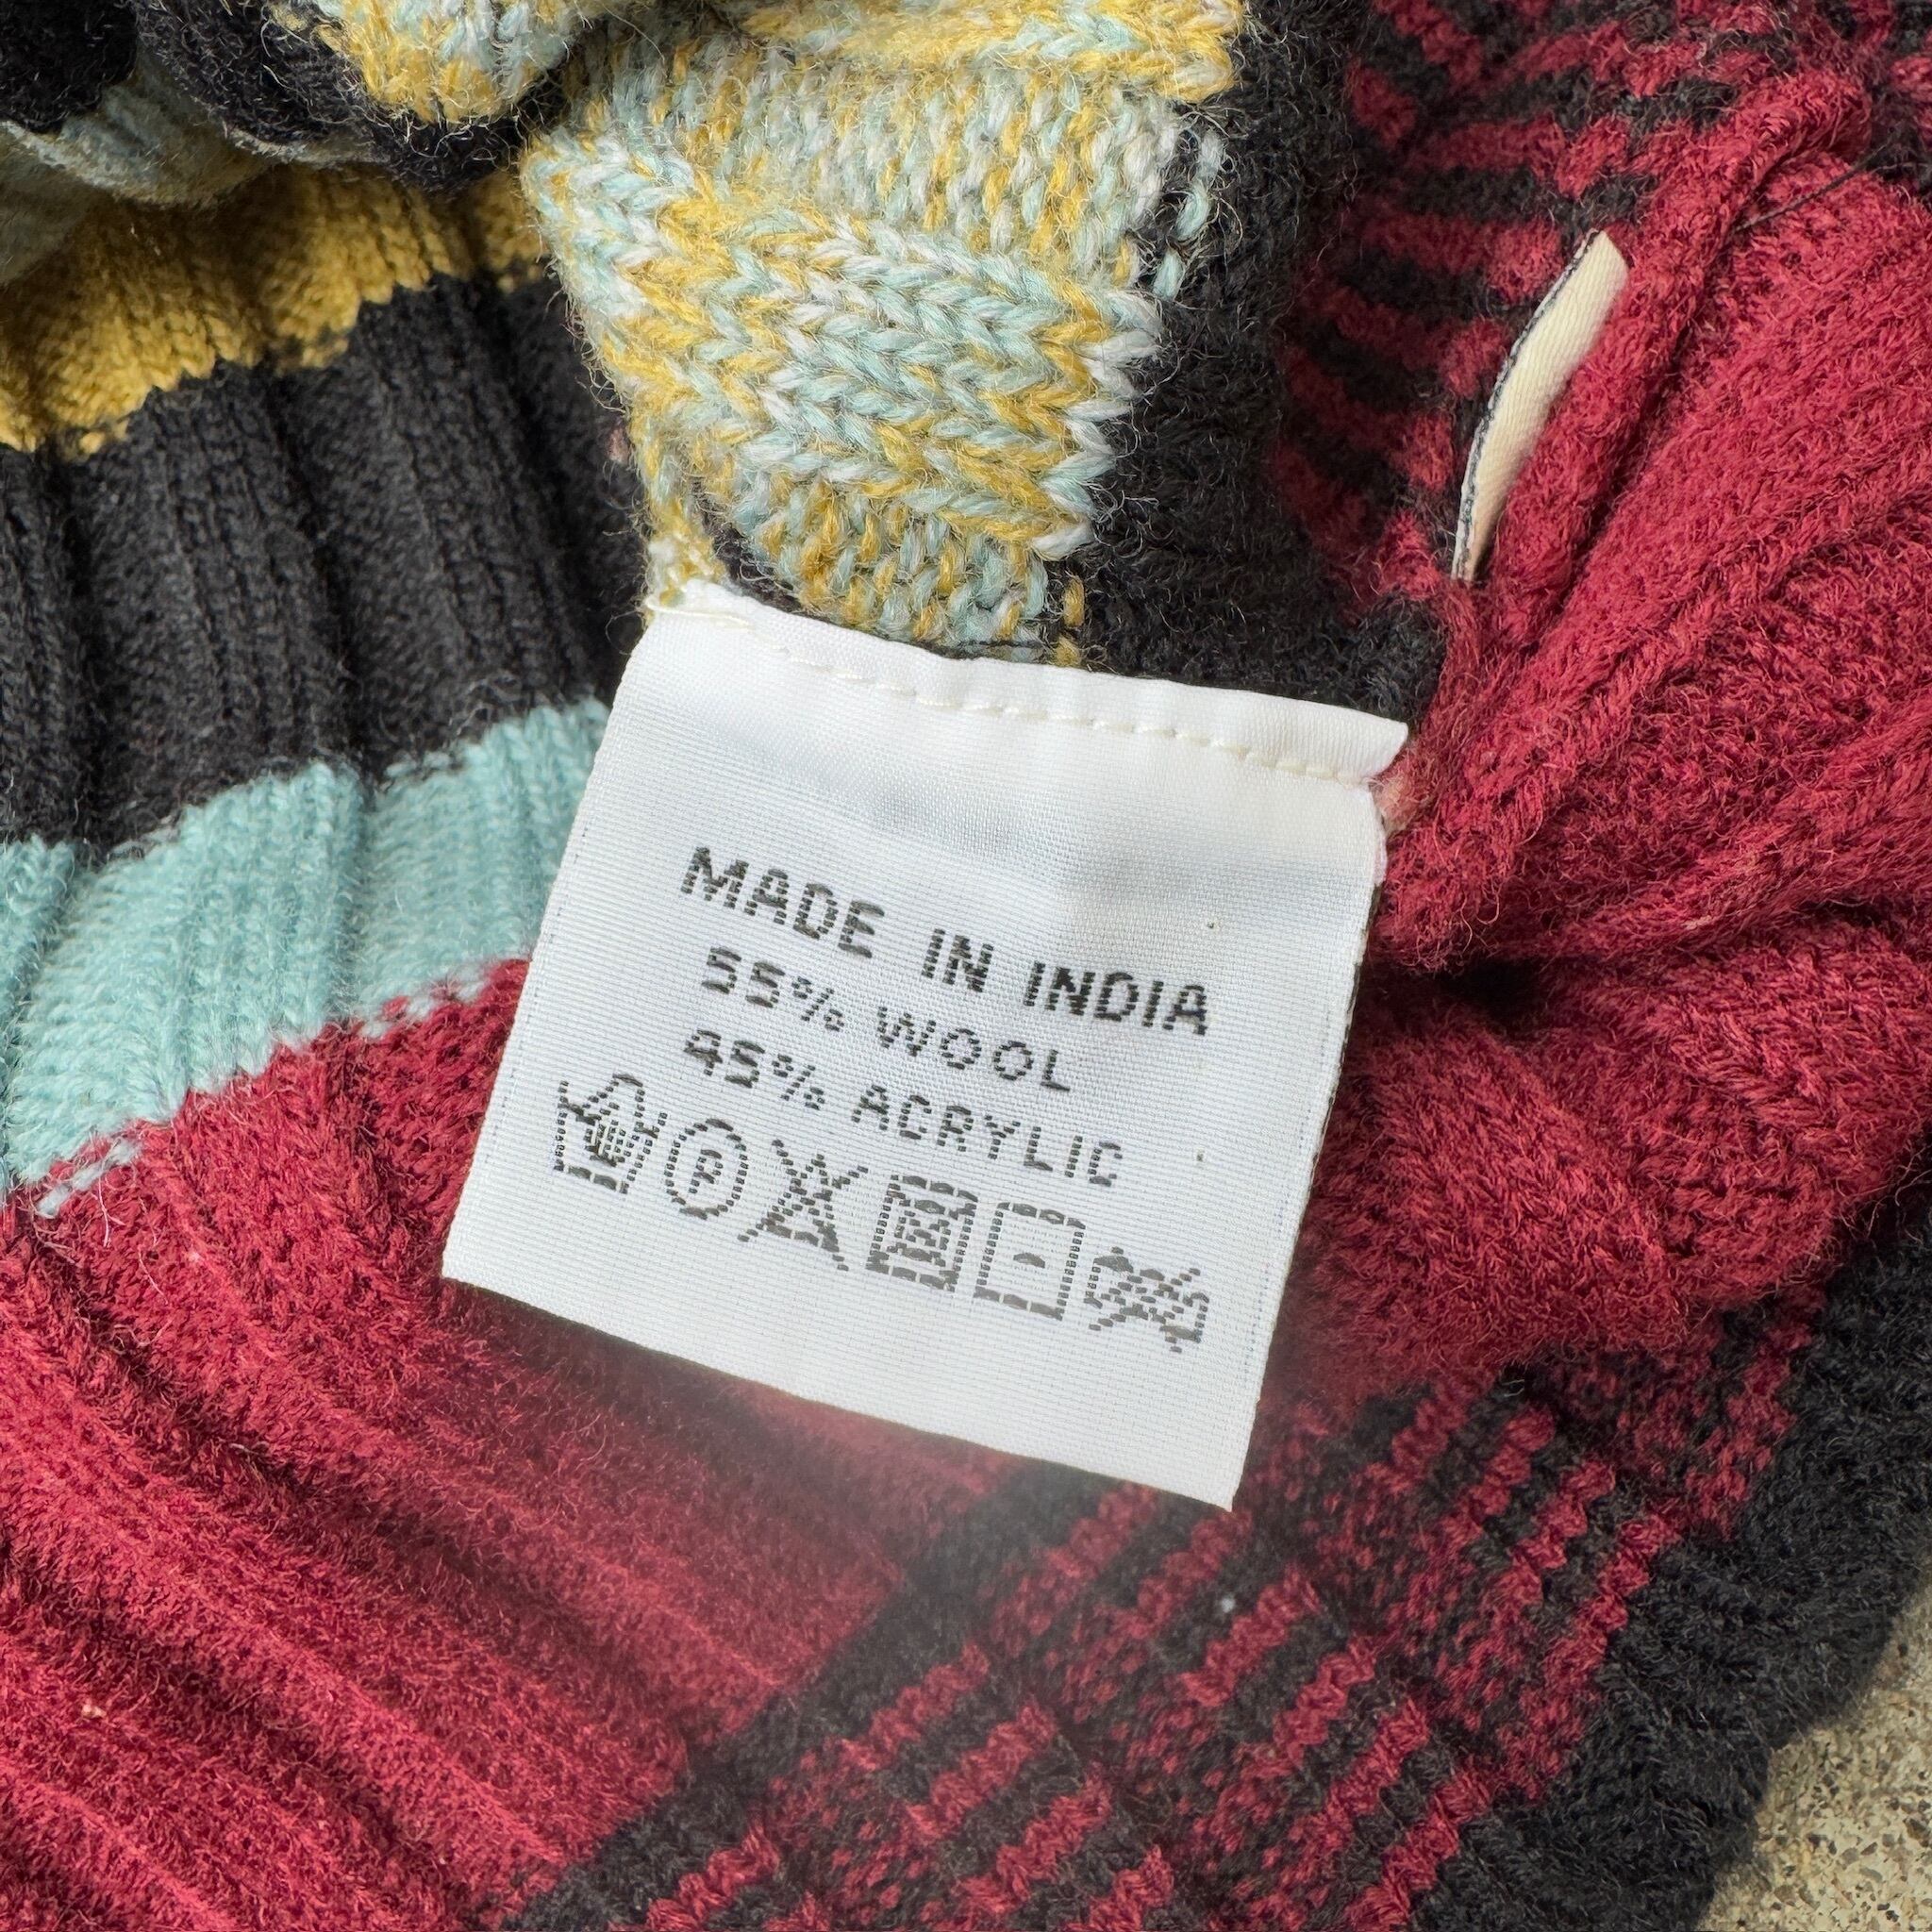 MADE IN INDIA
55% WOOL
45% ACRYLIC
P